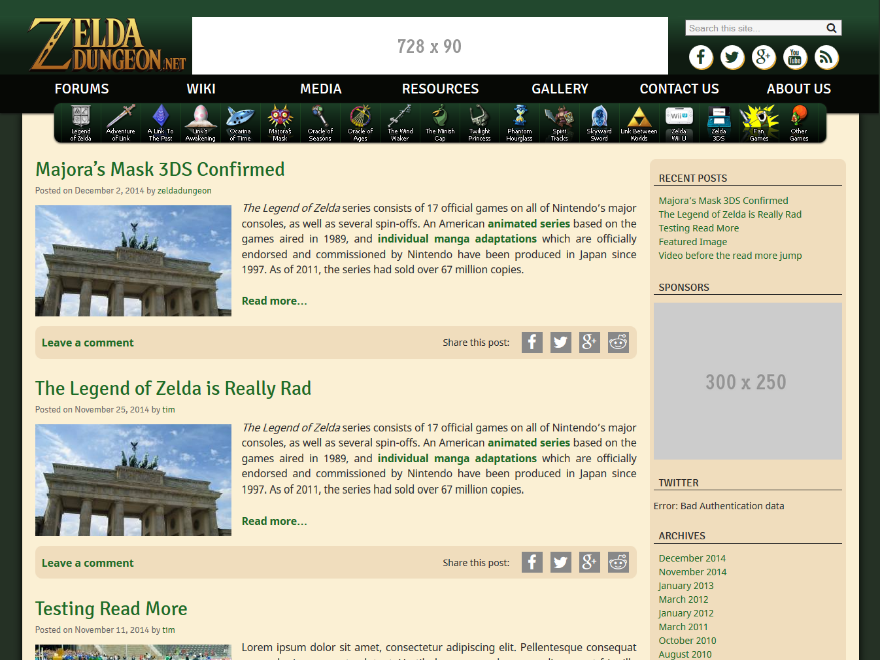 ZELDA
DUNGEON.NET
728 x 90
Search this site...
FORUMS
WIKI
MEDIA
RESOURCES
GALLERY
CONTACT US
ABOUT US
Legend of Zelda
Adventure of Link
A Link To The Past
Link's Awakening
Ocarina of Time
Majora's Mask
Oracle of Seasons
Oracle of Ages
The Wind Waker
The Minish Cap
Twilight Princess
Phantom Hourglass
Spirit Tracks
Skyward Sword
Link Between Worlds
Zelda Wii U
Zelda 3DS
Fan Games
Other Games
Majora's Mask 3DS Confirmed
Posted on December 2, 2014 by zeldadungeon
The Legend of Zelda series consists of 17 official games on all of Nintendo's major
consoles, as well as several spin-offs. An American animated series based on the
games aired in 1989, and individual manga adaptations which are officially
endorsed and commissioned by Nintendo have been produced in Japan since
1997. As of 2011, the series had sold over 67 million copies.
Read more...
Leave a comment
Share this post:
The Legend of Zelda is Really Rad
Posted on November 25, 2014 by tim
The Legend of Zelda series consists of 17 official games on all of Nintendo's major
consoles, as well as several spin-offs. An American animated series based on the
games aired in 1989, and individual manga adaptations which are officially
endorsed and commissioned by Nintendo have been produced in Japan since
1997. As of 2011, the series had sold over 67 million copies.
Read more...
Leave a comment
Share this post:
Testing Read More
Posted on November 11, 2014 by tim
Lorem ipsum dolor sit amet, consectetur adipiscing elit. Pellentesque consequat
RECENT POSTS
Majora's Mask 3DS Confirmed
The Legend of Zelda is Really Rad
Testing Read More
Featured Image
Video before the read more jump
SPONSORS
300 x 250
TWITTER
Error: Bad Authentication data
ARCHIVES
December 2014
November 2014
January 2013
March 2012
January 2012
March 2011
October 2010
August 2010